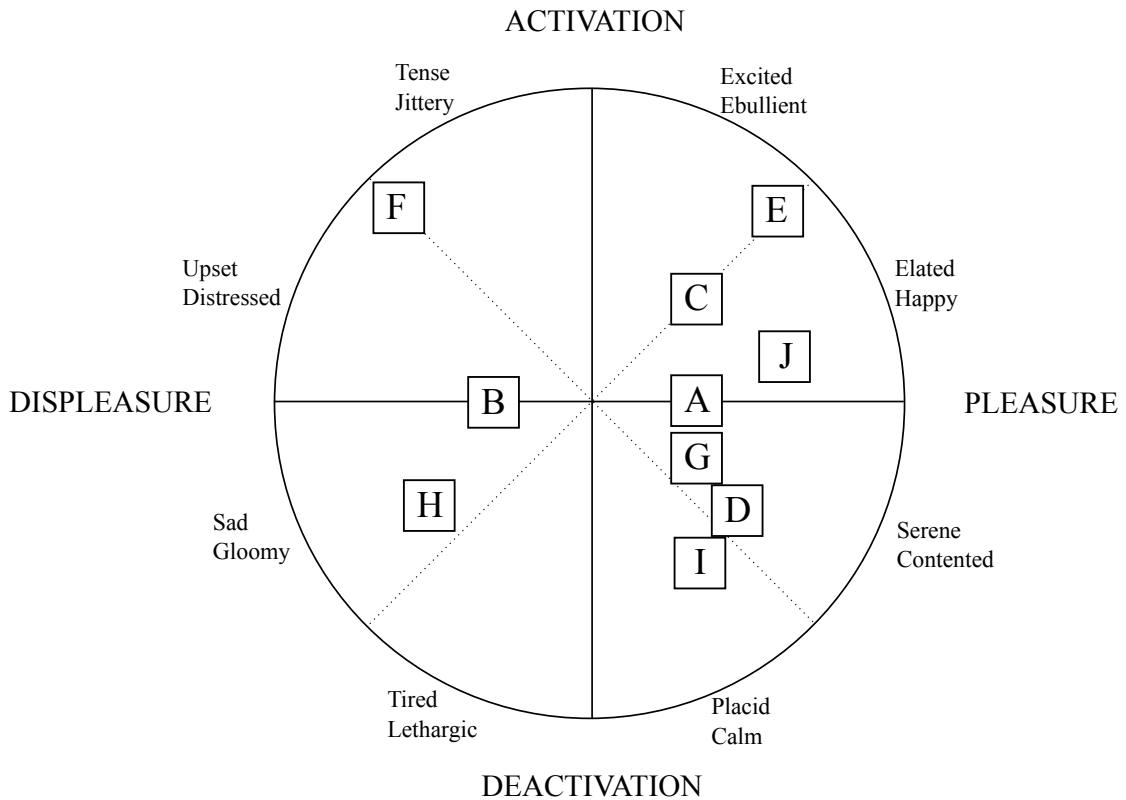 ACTIVATION
Tense
Jittery
Excited
Ebullient
F
E
Upset
Distressed
Elated
Happy
C
J
DISPLEASURE
B
A
PLEASURE
G
H
D
Sad
Gloomy
Serene
Contented
I
Tired
Lethargic
Placid
Calm
DEACTIVATION